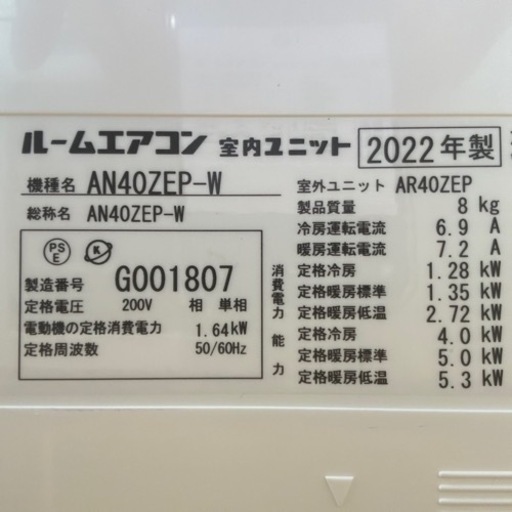 ルームエアコン 室内ユニット 2022年製
機種名 AN40ZEP-W
総称名 AN40ZEP-W
PS E
製造番号 G001807
定格電圧 200V 相 単相
電動機の定格消費電力 1.64kW
定格周波数 50/60Hz
室外ユニット AR40ZEP
製品質量 8 kg
冷房運転電流 6.9 A
暖房運転電流 7.2 A
消費電力
定格冷房 1.28 kW
定格暖房標準 1.35 kW
定格暖房低温 2.72 kW
能力
定格冷房 4.0 kW
定格暖房標準 5.0 kW
定格暖房低温 5.3 kW